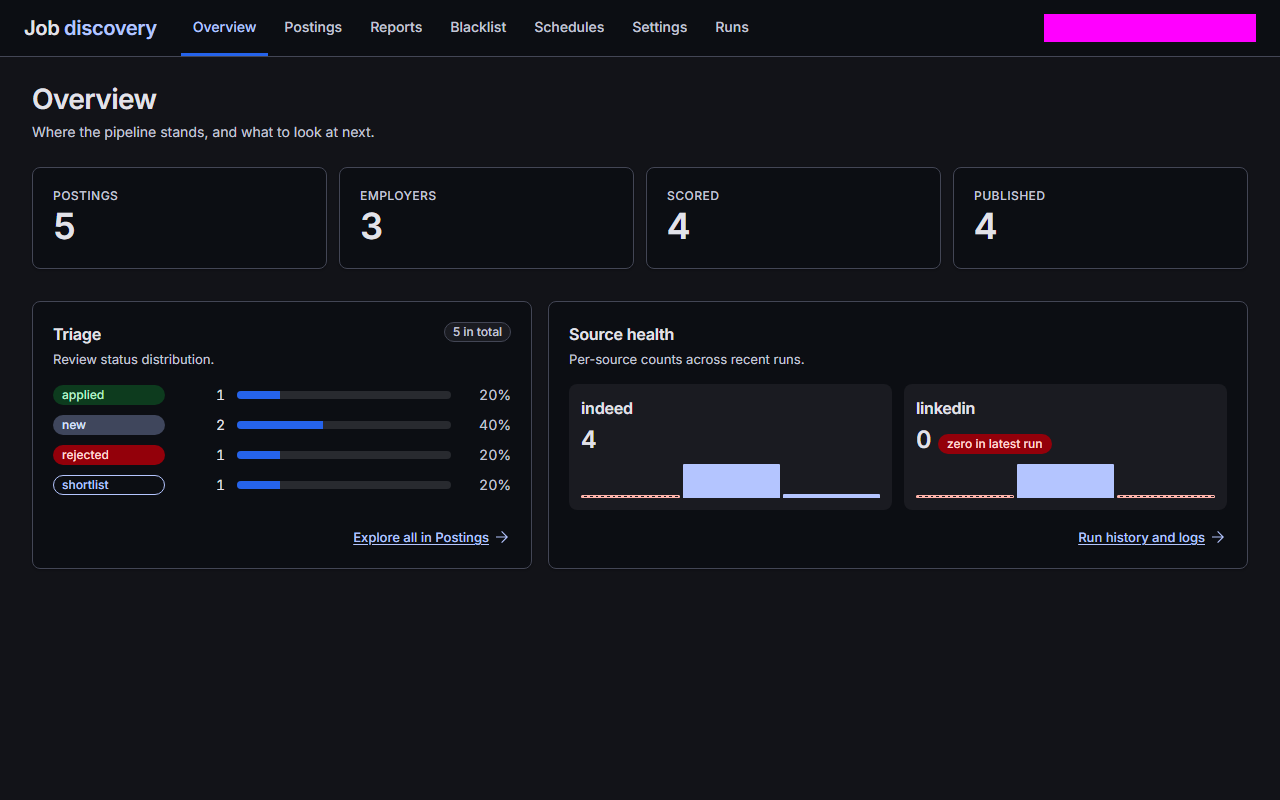 Job discovery
Overview
Postings
Reports
Blacklist
Schedules
Settings
Runs
Overview
Where the pipeline stands, and what to look at next.
POSTINGS
5
EMPLOYERS
3
SCORED
4
PUBLISHED
4
Triage
5 in total
Review status distribution.
applied 1 20%
new 2 40%
rejected 1 20%
shortlist 1 20%
Explore all in Postings
Source health
Per-source counts across recent runs.
indeed
4
linkedin
0 zero in latest run
Run history and logs